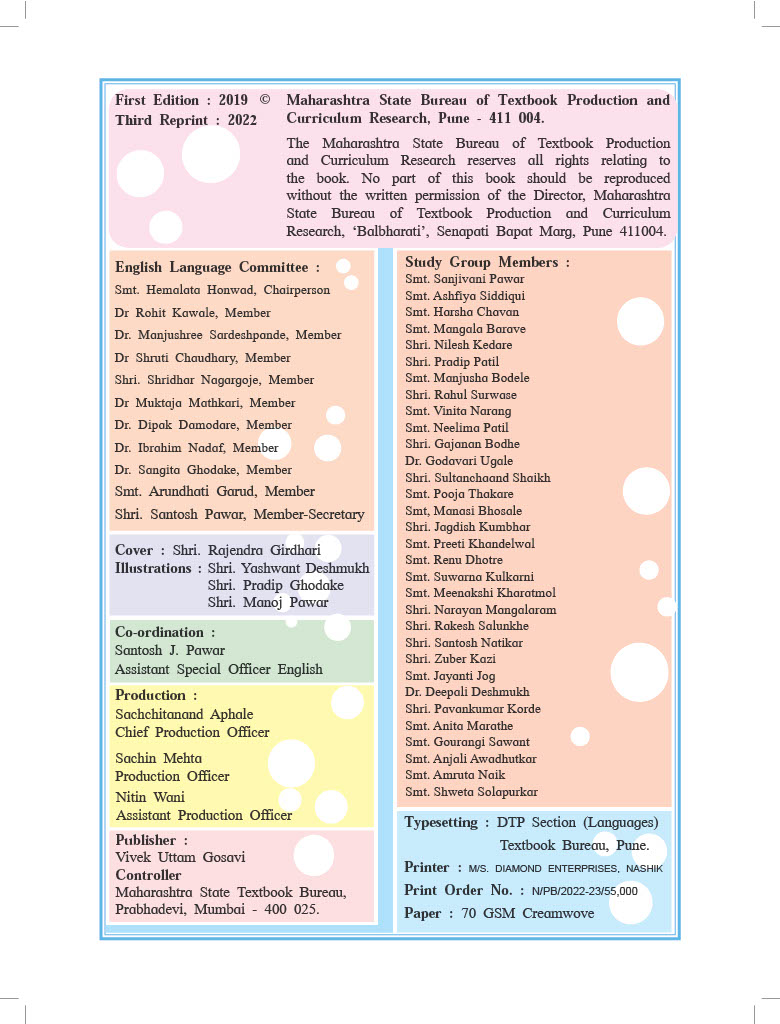 First Edition : 2019 ©
Third Reprint : 2022
Maharashtra State Bureau of Textbook Production and
Curriculum Research, Pune - 411 004.
The Maharashtra State Bureau of Textbook Production
and Curriculum Research reserves all rights relating to
the book. No part of this book should be reproduced
without the written permission of the Director, Maharashtra
State Bureau of Textbook Production and Curriculum
Research, ‘Balbharati’, Senapati Bapat Marg, Pune 411004.
English Language Committee :
Smt. Hemalata Honwad, Chairperson
Dr Rohit Kawale, Member
Dr. Manjushree Sardeshpande, Member
Dr Shruti Chaudhary, Member
Shri. Shridhar Nagargoje, Member
Dr Muktaja Mathkari, Member
Dr. Dipak Damodare, Member
Dr. Ibrahim Nadaf, Member
Dr. Sangita Ghodake, Member
Smt. Arundhati Garud, Member
Shri. Santosh Pawar, Member-Secretary
Cover : Shri. Rajendra Girdhari
Illustrations : Shri. Yashwant Deshmukh
Shri. Pradip Ghodake
Shri. Manoj Pawar
Co-ordination :
Santosh J. Pawar
Assistant Special Officer English
Production :
Sachchitanand Aphale
Chief Production Officer
Sachin Mehta
Production Officer
Nitin Wani
Assistant Production Officer
Publisher :
Vivek Uttam Gosavi
Controller
Maharashtra State Textbook Bureau,
Prabhadevi, Mumbai - 400 025.
Study Group Members :
Smt. Sanjivani Pawar
Smt. Ashfiya Siddiqui
Smt. Harsha Chavan
Smt. Mangala Barave
Shri. Nilesh Kedare
Shri. Pradip Patil
Smt. Manjusha Bodele
Shri. Rahul Surwase
Smt. Vinita Narang
Smt. Neelima Patil
Shri. Gajanan Bodhe
Dr. Godavari Ugale
Shri. Sultanchaand Shaikh
Smt. Pooja Thakare
Smt, Manasi Bhosale
Shri. Jagdish Kumbhar
Smt. Preeti Khandelwal
Smt. Renu Dhotre
Smt. Suwarna Kulkarni
Smt. Meenakshi Kharatmol
Shri. Narayan Mangalaram
Shri. Rakesh Salunkhe
Shri. Santosh Natikar
Shri. Zuber Kazi
Smt. Jayanti Jog
Dr. Deepali Deshmukh
Shri. Pavankumar Korde
Smt. Anita Marathe
Smt. Gourangi Sawant
Smt. Anjali Awadhutkar
Smt. Amruta Naik
Smt. Shweta Solapurkar
Typesetting : DTP Section (Languages)
Textbook Bureau, Pune.
Printer : M/S. DIAMOND ENTERPRISES, NASHIK
Print Order No. : N/PB/2022-23/55,000
Paper : 70 GSM Creamwove